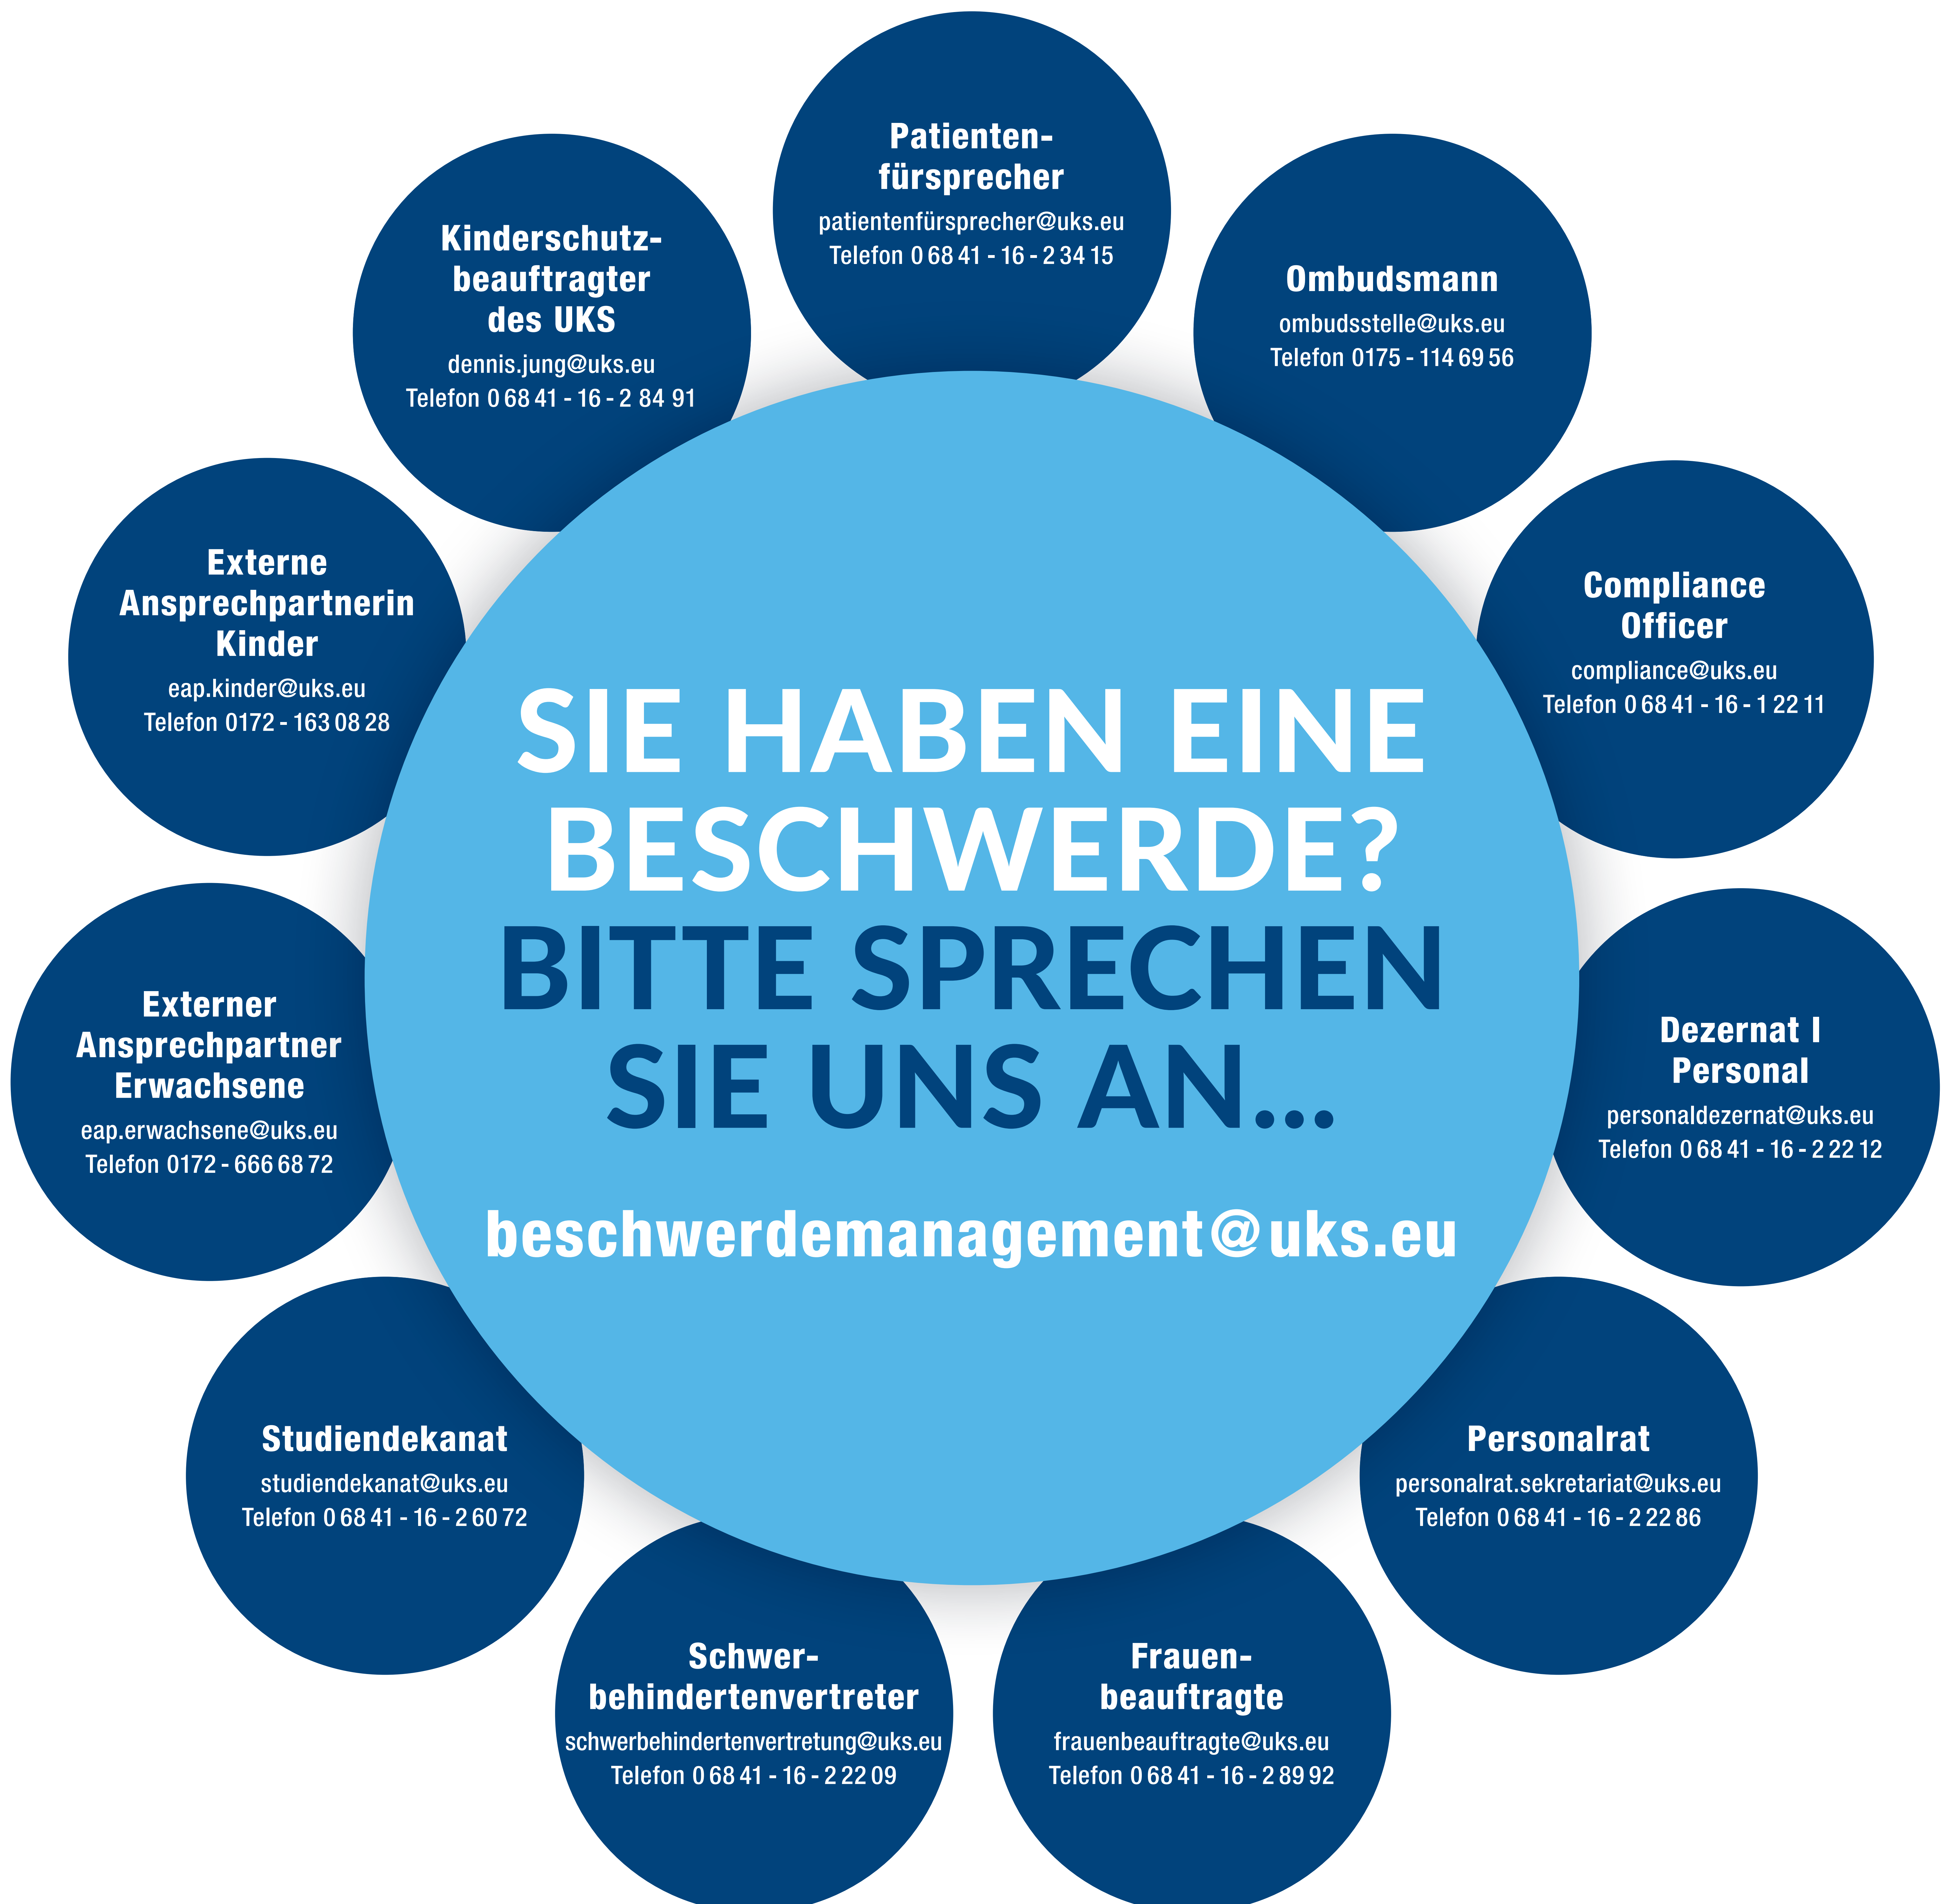 Patienten-
fürsprecher
patientenfürsprecher@uks.eu
Telefon 0 68 41 - 16 - 2 34 15
Ombudsmann
ombudsstelle@uks.eu
Telefon 0175 - 114 69 56
Compliance
Officer
compliance@uks.eu
Telefon 0 68 41 - 16 - 1 22 11
Dezernat I
Personal
personaldezernat@uks.eu
Telefon 0 68 41 - 16 - 2 22 12
Personalrat
personalrat.sekretariat@uks.eu
Telefon 0 68 41 - 16 - 2 22 86
Frauen-
beauftragte
frauenbeauftragte@uks.eu
Telefon 0 68 41 - 16 - 2 89 92
Schwer-
behindertenvertreter
schwerbehindertenvertretung@uks.eu
Telefon 0 68 41 - 16 - 2 22 09
Studiendekanat
studiendekanat@uks.eu
Telefon 0 68 41 - 16 - 2 60 72
Externer
Ansprechpartner
Erwachsene
eap.erwachsene@uks.eu
Telefon 0172 - 666 68 72
Externe
Ansprechpartnerin
Kinder
eap.kinder@uks.eu
Telefon 0172 - 163 08 28
Kinderschutz-
beauftragter
des UKS
dennis.jung@uks.eu
Telefon 0 68 41 - 16 - 2 84 91
SIE HABEN EINE
BESCHWERDE?
BITTE SPRECHEN
SIE UNS AN...
beschwerdemanagement@uks.eu